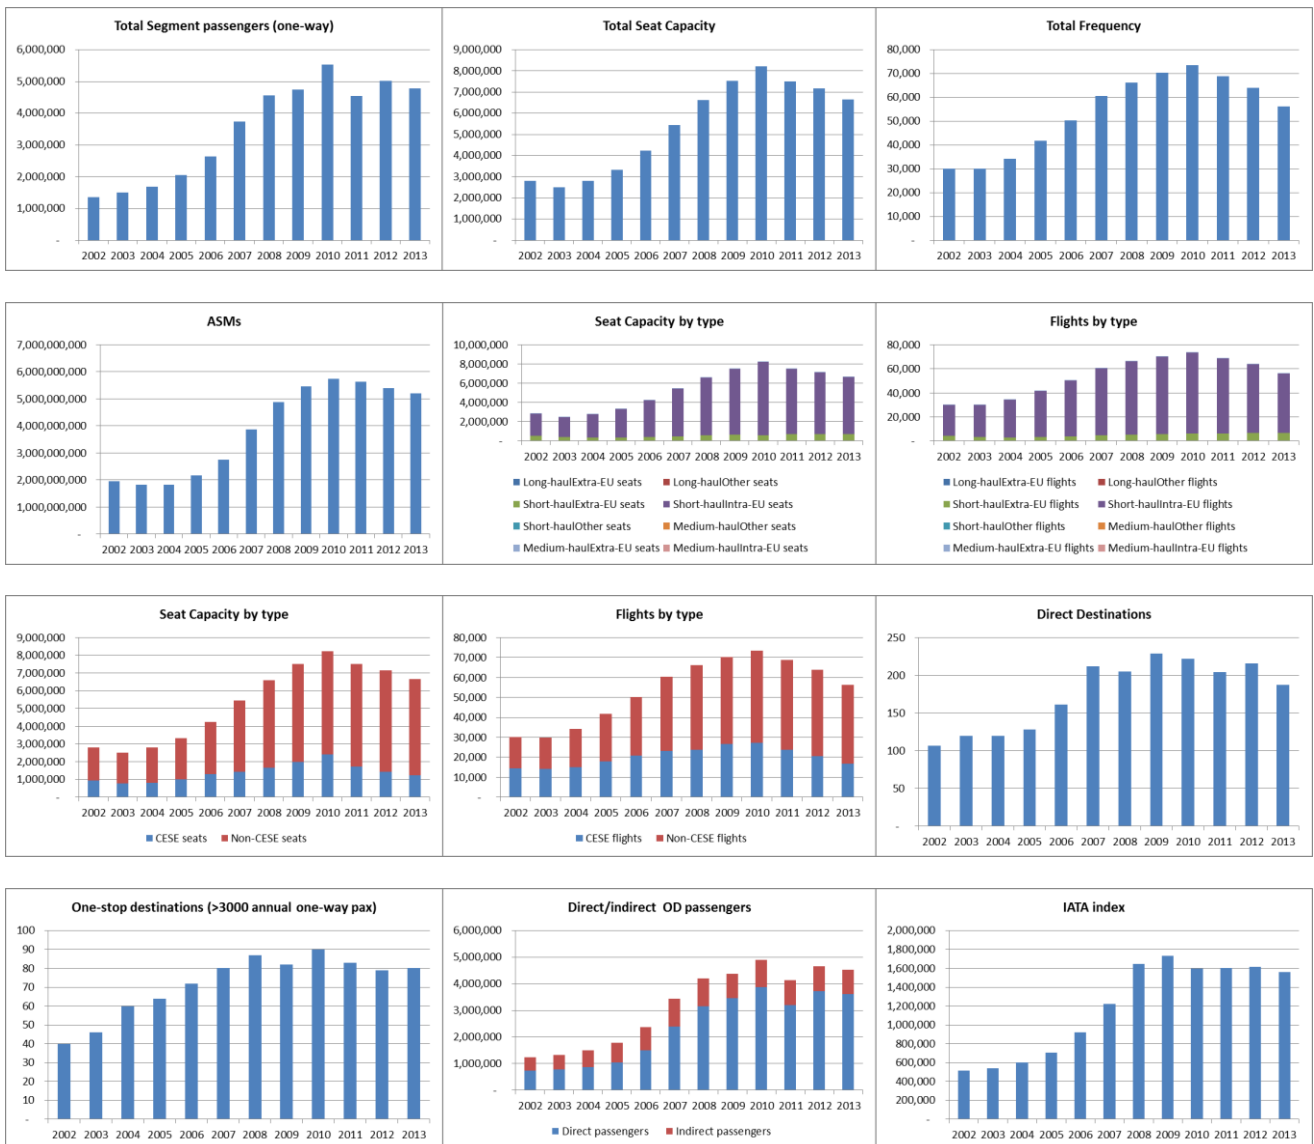 Total Segment passengers (one-way)
6,000,000
5,000,000
4,000,000
3,000,000
2,000,000
1,000,000
-
2002 2003 2004 2005 2006 2007 2008 2009 2010 2011 2012 2013
Total Seat Capacity
9,000,000
8,000,000
7,000,000
6,000,000
5,000,000
4,000,000
3,000,000
2,000,000
1,000,000
-
2002 2003 2004 2005 2006 2007 2008 2009 2010 2011 2012 2013
Total Frequency
80,000
70,000
60,000
50,000
40,000
30,000
20,000
10,000
-
2002 2003 2004 2005 2006 2007 2008 2009 2010 2011 2012 2013
ASMs
7,000,000,000
6,000,000,000
5,000,000,000
4,000,000,000
3,000,000,000
2,000,000,000
1,000,000,000
-
2002 2003 2004 2005 2006 2007 2008 2009 2010 2011 2012 2013
Seat Capacity by type
10,000,000
8,000,000
6,000,000
4,000,000
2,000,000
-
2002 2003 2004 2005 2006 2007 2008 2009 2010 2011 2012 2013
Long-haulExtra-EU seats Long-haulOther seats
Short-haulExtra-EU seats Short-haulIntra-EU seats
Short-haulOther seats Medium-haulOther seats
Medium-haulExtra-EU seats Medium-haulIntra-EU seats
Flights by type
80,000
60,000
40,000
20,000
-
2002 2003 2004 2005 2006 2007 2008 2009 2010 2011 2012 2013
Long-haulExtra-EU flights Long-haulOther flights
Short-haulExtra-EU flights Short-haulIntra-EU flights
Short-haulOther flights Medium-haulOther flights
Medium-haulExtra-EU flights Medium-haulIntra-EU flights
Seat Capacity by type
9,000,000
8,000,000
7,000,000
6,000,000
5,000,000
4,000,000
3,000,000
2,000,000
1,000,000
-
2002 2003 2004 2005 2006 2007 2008 2009 2010 2011 2012 2013
CESE seats Non-CESE seats
Flights by type
80,000
70,000
60,000
50,000
40,000
30,000
20,000
10,000
-
2002 2003 2004 2005 2006 2007 2008 2009 2010 2011 2012 2013
CESE flights Non-CESE flights
Direct Destinations
250
200
150
100
50
-
2002 2003 2004 2005 2006 2007 2008 2009 2010 2011 2012 2013
One-stop destinations (>3000 annual one-way pax)
100
90
80
70
60
50
40
30
20
10
-
2002 2003 2004 2005 2006 2007 2008 2009 2010 2011 2012 2013
Direct/indirect OD passengers
6,000,000
5,000,000
4,000,000
3,000,000
2,000,000
1,000,000
-
2002 2003 2004 2005 2006 2007 2008 2009 2010 2011 2012 2013
Direct passengers Indirect passengers
IATA index
2,000,000
1,800,000
1,600,000
1,400,000
1,200,000
1,000,000
800,000
600,000
400,000
200,000
-
2002 2003 2004 2005 2006 2007 2008 2009 2010 2011 2012 2013